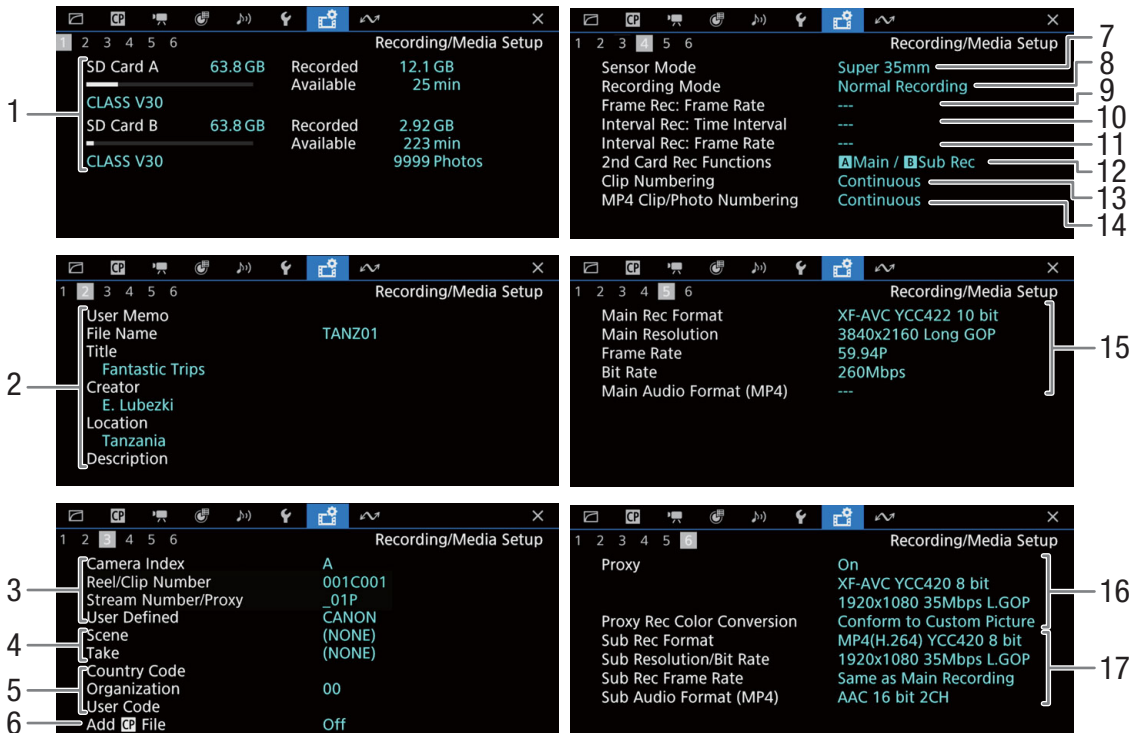 CP
1 2 3 4 5 6 Recording/Media Setup
SD Card A 63.8 GB Recorded 12.1 GB
Available 25 min
CLASS V30
SD Card B 63.8 GB Recorded 2.92 GB
Available 223 min
CLASS V30 9999 Photos
1
CP
1 2 3 4 5 6 Recording/Media Setup
User Memo
File Name TANZ01
Title
Fantastic Trips
Creator
E. Lubezki
Location
Tanzania
Description
2
CP
1 2 3 4 5 6 Recording/Media Setup
Camera Index A
Reel/Clip Number 001C001
Stream Number/Proxy _01P
User Defined CANON
Scene (NONE)
Take (NONE)
Country Code
Organization 00
User Code
Add CP File Off
3
4
5
6
CP
1 2 3 4 5 6 Recording/Media Setup
Sensor Mode Super 35mm
Recording Mode Normal Recording
Frame Rec: Frame Rate ---
Interval Rec: Time Interval ---
Interval Rec: Frame Rate ---
2nd Card Rec Functions A Main / B Sub Rec
Clip Numbering Continuous
MP4 Clip/Photo Numbering Continuous
7
8
9
10
11
12
13
14
CP
1 2 3 4 5 6 Recording/Media Setup
Main Rec Format XF-AVC YCC422 10 bit
Main Resolution 3840x2160 Long GOP
Frame Rate 59.94P
Bit Rate 260Mbps
Main Audio Format (MP4) ---
15
CP
1 2 3 4 5 6 Recording/Media Setup
Proxy On
XF-AVC YCC420 8 bit
1920x1080 35Mbps L.GOP
Proxy Rec Color Conversion Conform to Custom Picture
Sub Rec Format MP4(H.264) YCC420 8 bit
Sub Resolution/Bit Rate 1920x1080 35Mbps L.GOP
Sub Rec Frame Rate Same as Main Recording
Sub Audio Format (MP4) AAC 16 bit 2CH
16
17